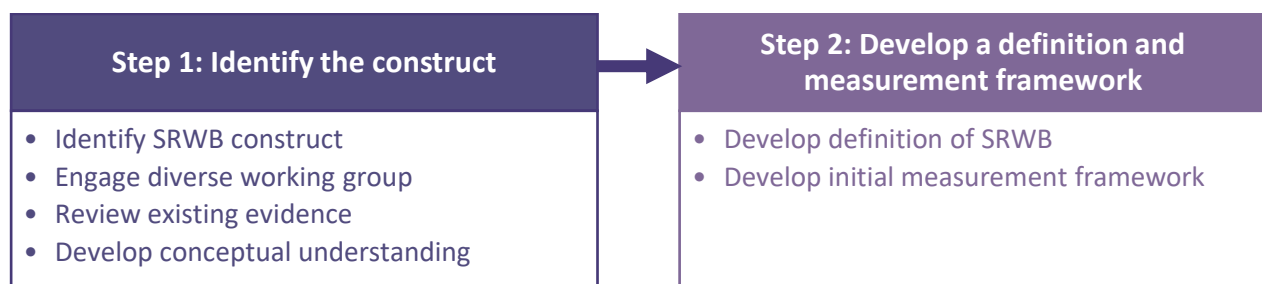 Step 1: Identify the construct
• Identify SRWB construct
• Engage diverse working group
• Review existing evidence
• Develop conceptual understanding
Step 2: Develop a definition and
measurement framework
• Develop definition of SRWB
• Develop initial measurement framework